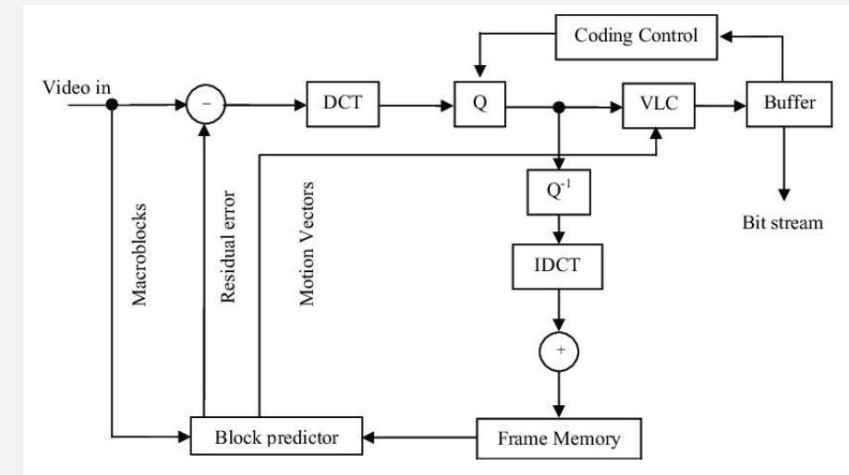 Coding Control
Video in
−
DCT
Q
VLC
Buffer
Q-1
Bit stream
Macroblocks
Residual error
Motion Vectors
IDCT
+
Block predictor
Frame Memory